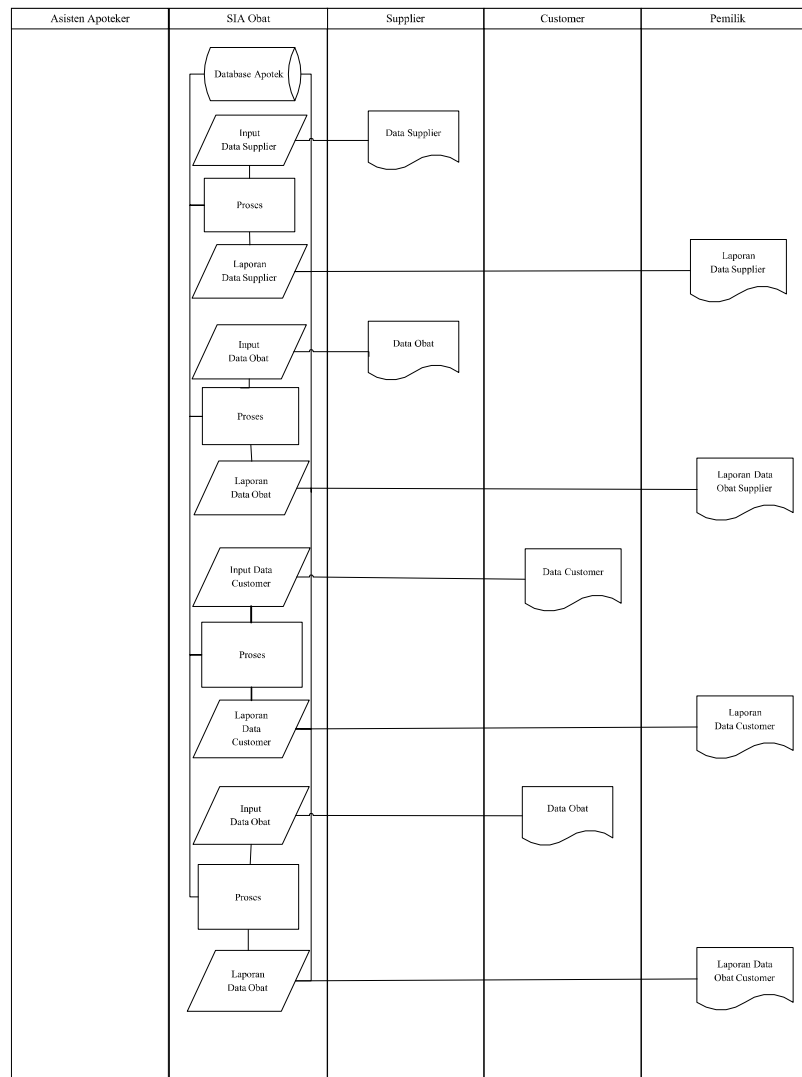 Asisten Apoteker
SIA Obat
Supplier
Customer
Pemilik
Database Apotek
Input
Data Supplier
Data Supplier
Proses
Laporan
Data Supplier
Laporan
Data Supplier
Input
Data Obat
Data Obat
Proses
Laporan
Data Obat
Laporan Data
Obat Supplier
Input Data
Customer
Data Customer
Proses
Laporan
Data
Customer
Laporan
Data Customer
Input
Data Obat
Data Obat
Proses
Laporan
Data Obat
Laporan Data
Obat Customer